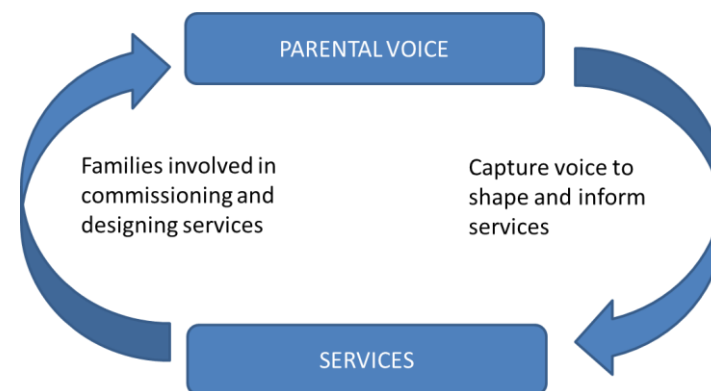 PARENTAL VOICE
Families involved in
commissioning and
designing services
Capture voice to
shape and inform
services
SERVICES